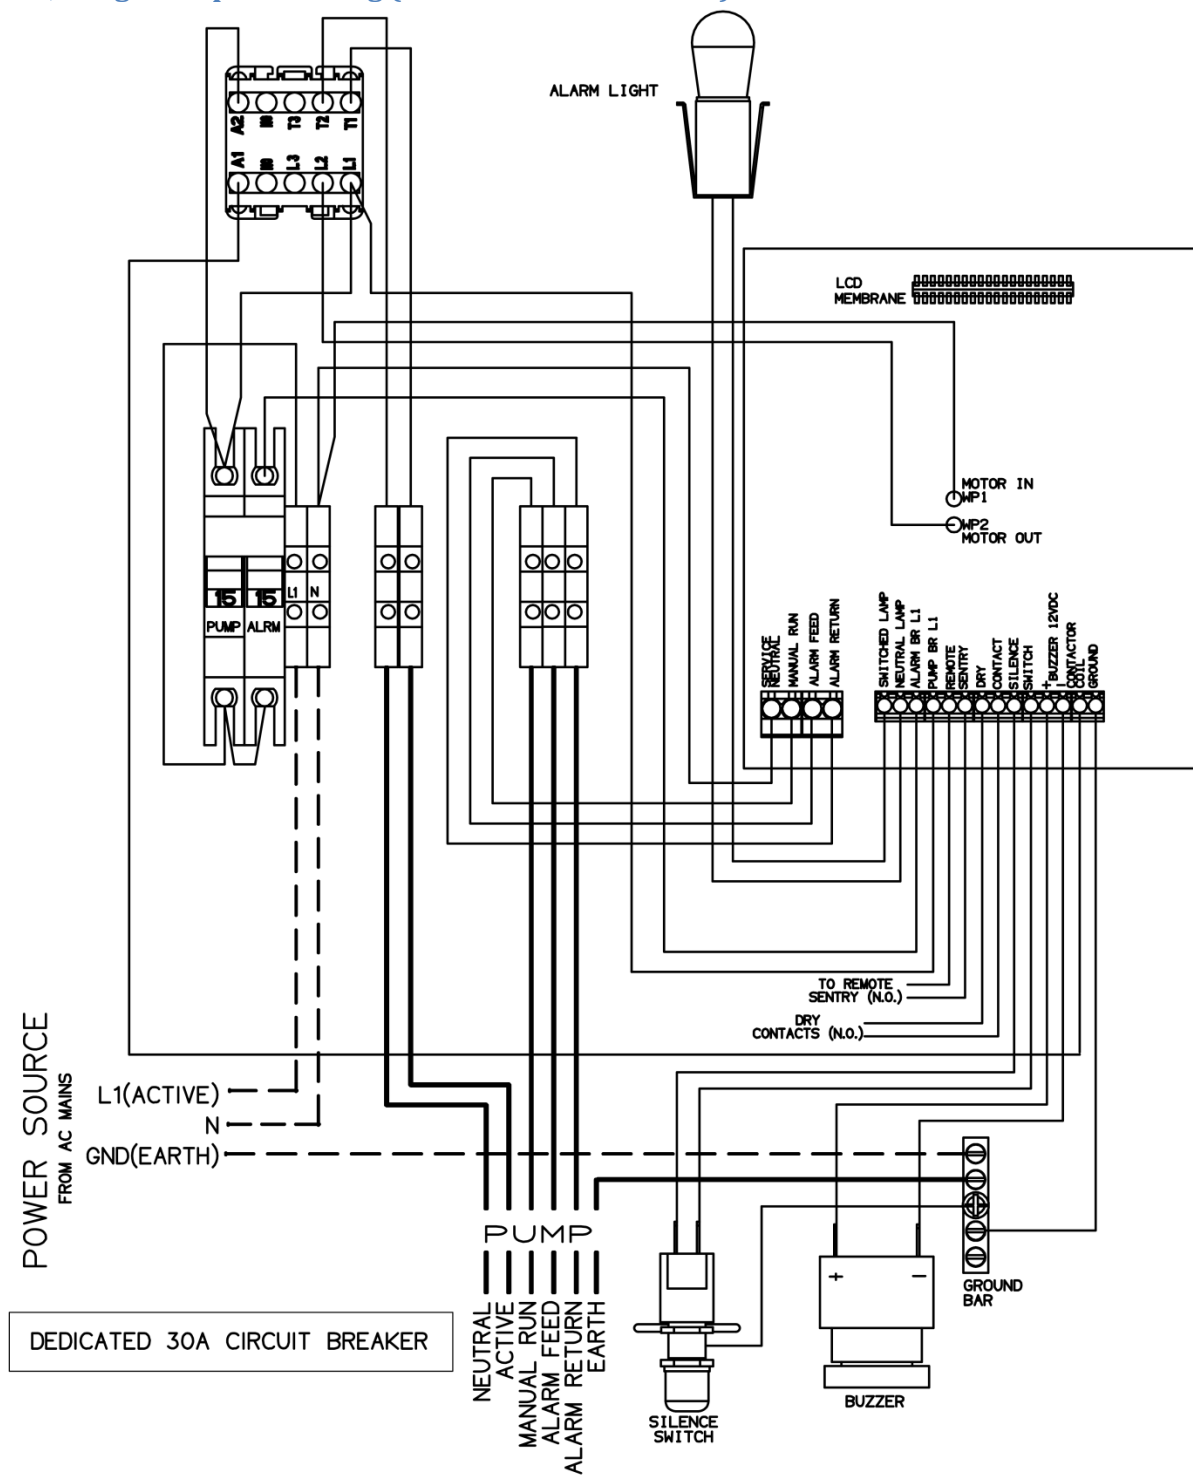 ALARM LIGHT
A2
T3
T2
T1
A1
L3
L2
L1
LCD
MEMBRANE
MOTOR IN
WP1
WP2
MOTOR OUT
15
15
PUMP
ALRM
L1
N
SERVICE
NEUTRAL
MANUAL RUN
ALARM FEED
ALARM RETURN
SWITCHED LAMP
NEUTRAL LAMP
ALARM BR L1
PUMP BR L1
REMOTE
SENTRY
DRY
CONTACT
SILENCE
SWITCH
+BUZZER 12VDC
–
CONTACTOR
COIL
GROUND
TO REMOTE
SENTRY (N.O.)
DRY
CONTACTS (N.O.)
POWER SOURCE
FROM AC MAINS
L1(ACTIVE)
N
GND(EARTH)
PUMP
NEUTRAL
ACTIVE
MANUAL RUN
ALARM FEED
ALARM RETURN
EARTH
+
–
GROUND
BAR
DEDICATED 30A CIRCUIT BREAKER
BUZZER
SILENCE
SWITCH